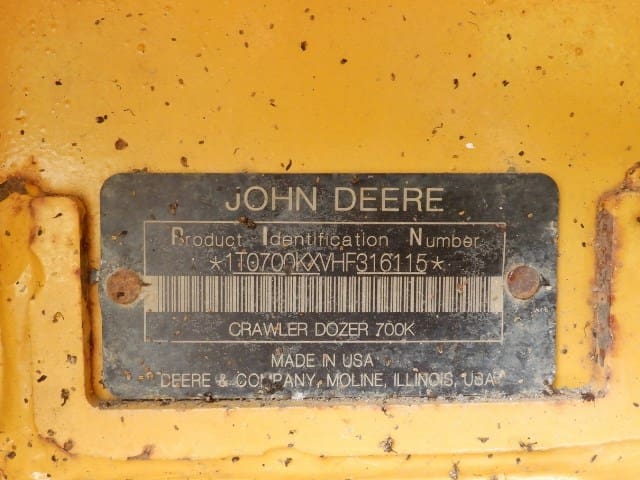 JOHN DEERE
Product Identification Number
*1T0700KXVHF316115*
CRAWLER DOZER 700K
MADE IN USA
DEERE & COMPANY, MOLINE, ILLINOIS, USA